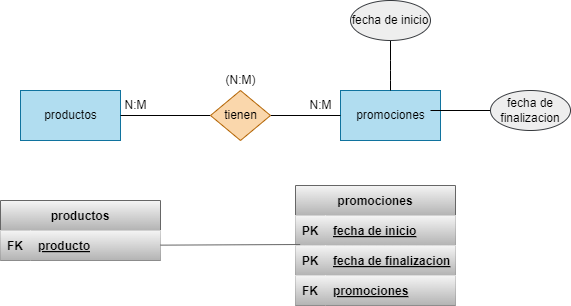 fecha de inicio
(N:M)
productos
N:M
tienen
N:M
promociones
fecha de
finalizacion
productos
FK producto
promociones
PK fecha de inicio
PK fecha de finalizacion
FK promociones